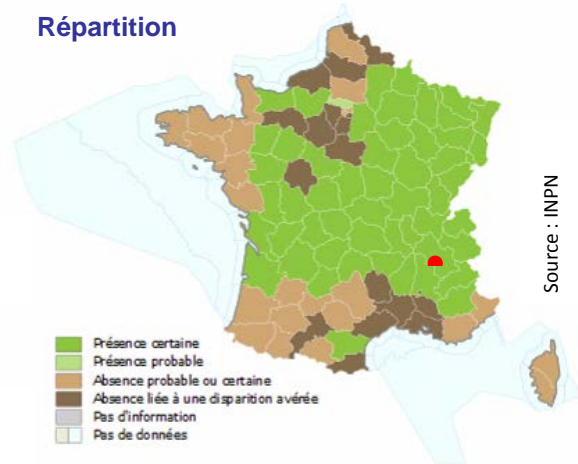 Répartition
Source : INPN
Présence certaine
Présence probable
Absence probable ou certaine
Absence liée à une disparition avérée
Pas d'information
Pas de données